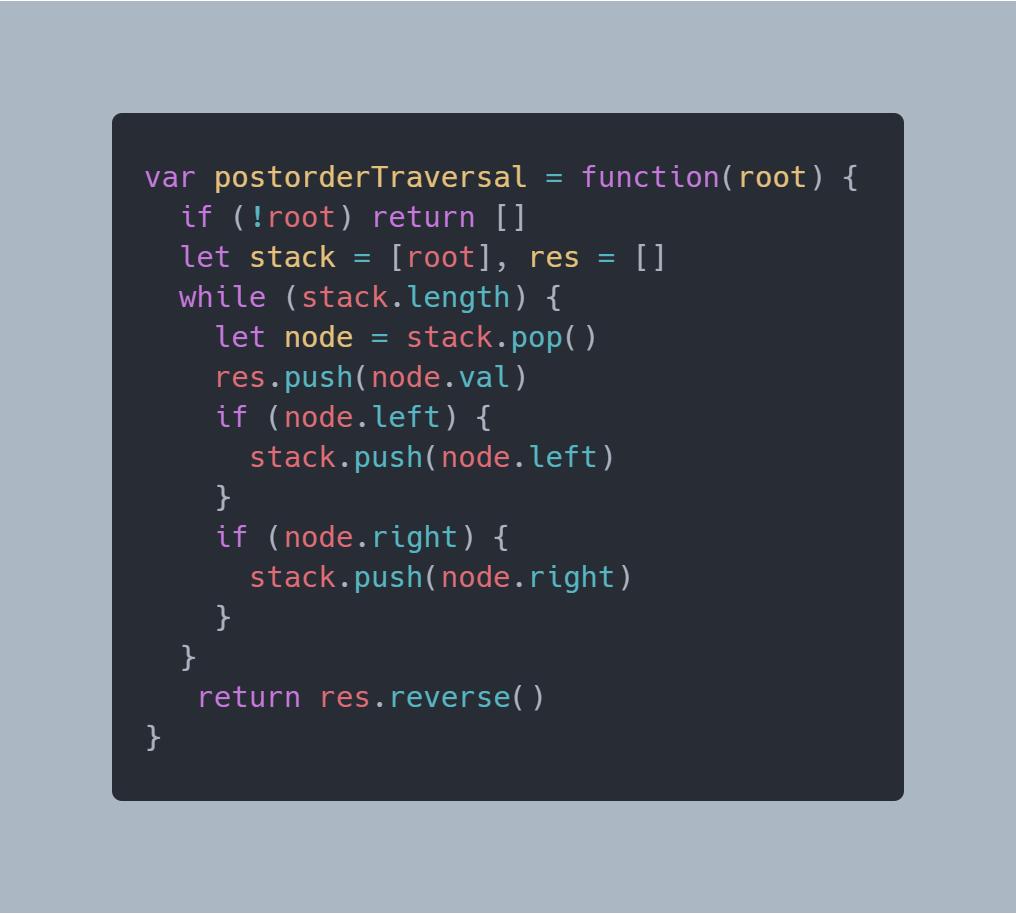 var postorderTraversal = function(root) {
  if (!root) return []
  let stack = [root], res = []
  while (stack.length) {
    let node = stack.pop()
    res.push(node.val)
    if (node.left) {
      stack.push(node.left)
    }
    if (node.right) {
      stack.push(node.right)
    }
  }
   return res.reverse()
}